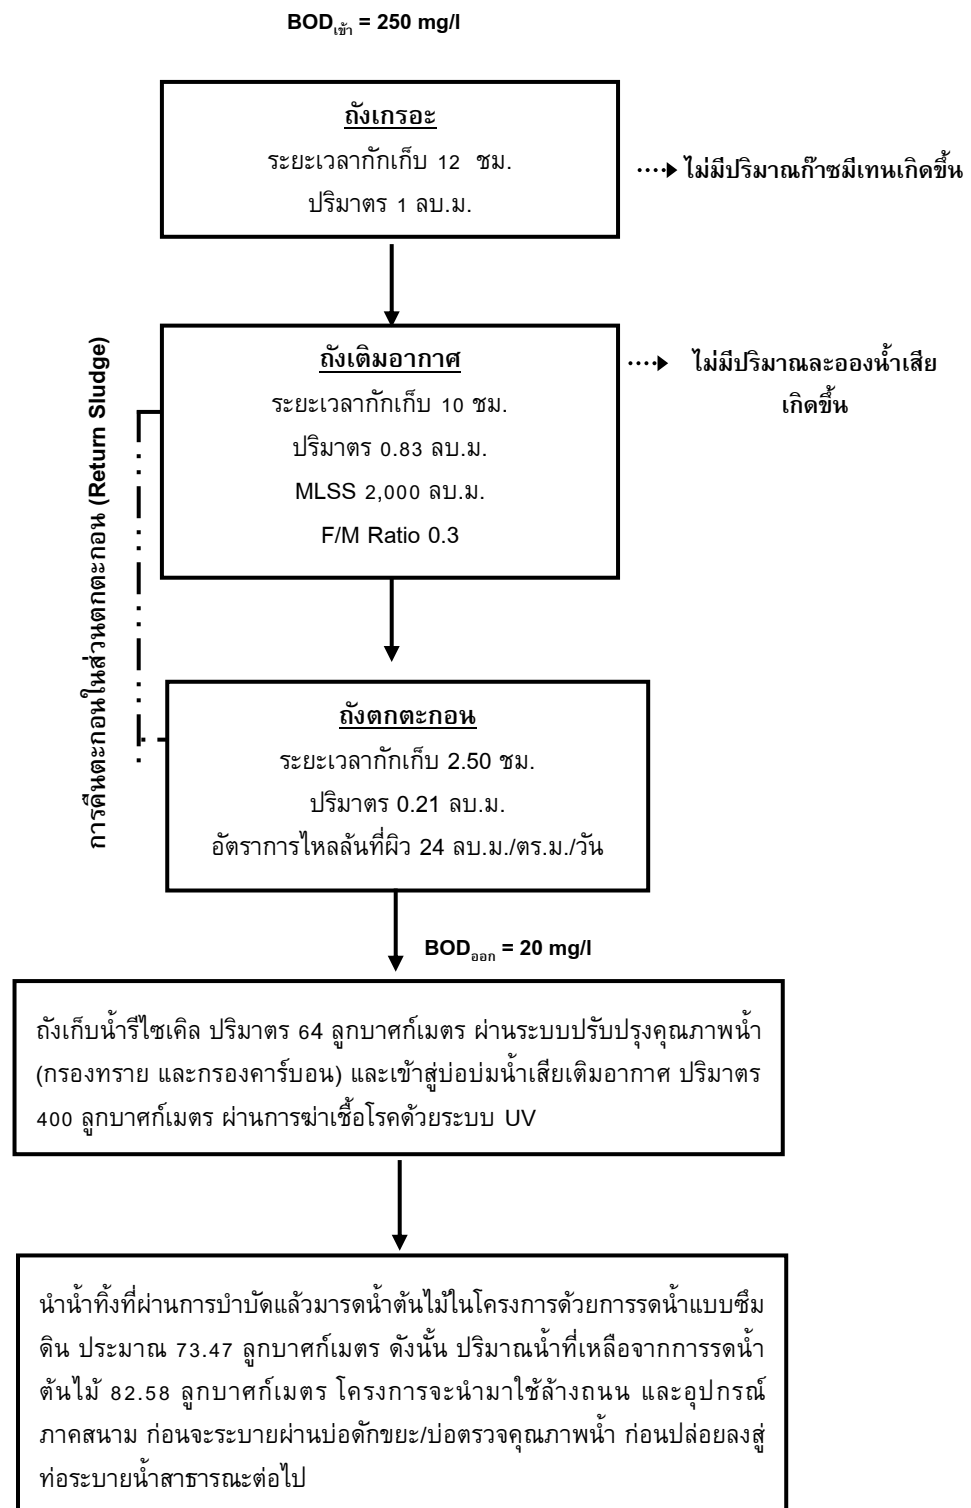 BODเข้า = 250 mg/l
ถังเกรอะ
ระยะเวลากักเก็บ 12 ชม.
ปริมาตร 1 ลบ.ม.
ไม่มีปริมาณก๊าซมีเทนเกิดขึ้น
ถังเติมอากาศ
ระยะเวลากักเก็บ 10 ชม.
ปริมาตร 0.83 ลบ.ม.
MLSS 2,000 ลบ.ม.
F/M Ratio 0.3
ไม่มีปริมาณละอองน้ำเสีย
เกิดขึ้น
การคืนตะกอนในส่วนตกตะกอน (Return Sludge)
ถังตกตะกอน
ระยะเวลากักเก็บ 2.50 ชม.
ปริมาตร 0.21 ลบ.ม.
อัตราการไหลล้นที่ผิว 24 ลบ.ม./ตร.ม./วัน
BODออก = 20 mg/l
ถังเก็บน้ำรีไซเคิล ปริมาตร 64 ลูกบาศก์เมตร ผ่านระบบปรับปรุงคุณภาพน้ำ
(กรองทราย และกรองคาร์บอน) และเข้าสู่บ่อบ่มน้ำเสียเติมอากาศ ปริมาตร
400 ลูกบาศก์เมตร ผ่านการฆ่าเชื้อโรคด้วยระบบ UV
นำน้ำทิ้งที่ผ่านการบำบัดแล้วมารดน้ำต้นไม้ในโครงการด้วยการรดน้ำแบบซึม
ดิน ประมาณ 73.47 ลูกบาศก์เมตร ดังนั้น ปริมาณน้ำที่เหลือจากการรดน้ำ
ต้นไม้ 82.58 ลูกบาศก์เมตร โครงการจะนำมาใช้ล้างถนน และอุปกรณ์
ภาคสนาม ก่อนจะระบายผ่านบ่อดักขยะ/บ่อตรวจคุณภาพน้ำ ก่อนปล่อยลงสู่
ท่อระบายน้ำสาธารณะต่อไป